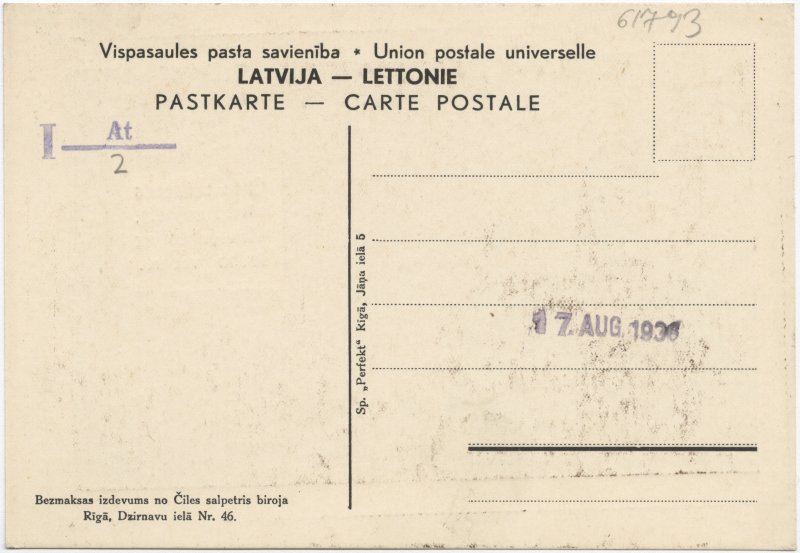 61793
Vispasaules pasta savienība ★ Union postale universelle
LATVIJA — LETTONIE
PASTKARTE — CARTE POSTALE
I At
2
Sp. „Perfekt“ Rīgā, Jāņa ielā 5
17. AUG. 1936
Bezmaksas izdevums no Čīles salpetris biroja
Rīgā, Dzirnavu ielā Nr. 46.